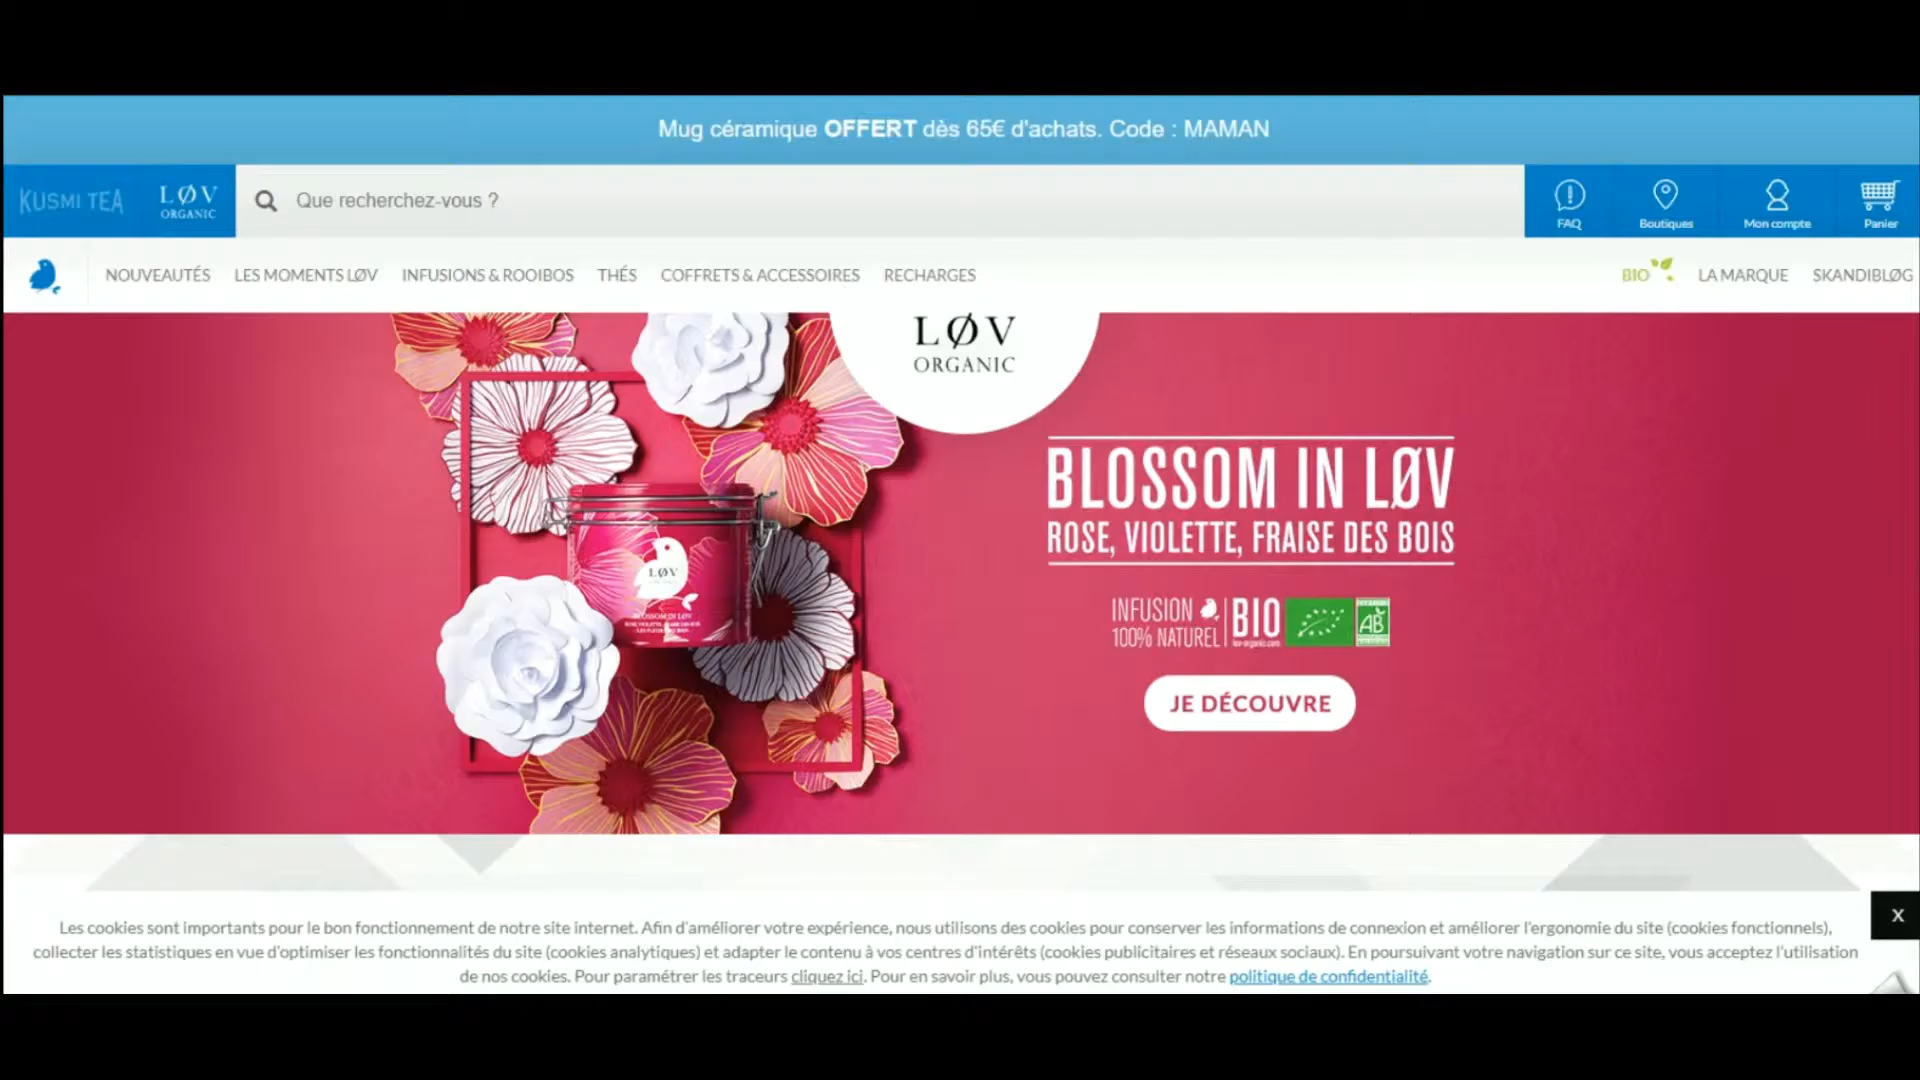 Mug céramique OFFERT dès 65€ d'achats. Code : MAMAN
KUSMI TEA
LØV
ORGANIC
Que recherchez-vous ?
FAQ
Boutiques
Mon compte
Panier
NOUVEAUTÉS LES MOMENTS LØV INFUSIONS & ROOIBOS THÉS COFFRETS & ACCESSOIRES RECHARGES BIO LA MARQUE SKANDIBLØG
LØV
ORGANIC
BLOSSOM IN LØV
ROSE, VIOLETTE, FRAISE DES BOIS
LØV
BLOSSOM IN LØV
INFUSION
100% NATUREL
BIO
AB
JE DÉCOUVRE
X
Les cookies sont importants pour le bon fonctionnement de notre site internet. Afin d'améliorer votre expérience, nous utilisons des cookies pour conserver les informations de connexion et améliorer l'ergonomie du site (cookies fonctionnels),
collecter les statistiques en vue d'optimiser les fonctionnalités du site (cookies analytiques) et adapter le contenu à vos centres d'intérêts (cookies publicitaires et réseaux sociaux). En poursuivant votre navigation sur ce site, vous acceptez l'utilisation
de nos cookies. Pour paramétrer les traceurs cliquez ici. Pour en savoir plus, vous pouvez consulter notre politique de confidentialité.